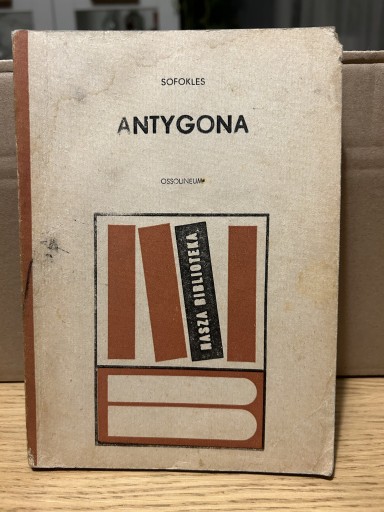 SOFOKLES
ANTYGONA
OSSOLINEUM
NASZA BIBLIOTEKA